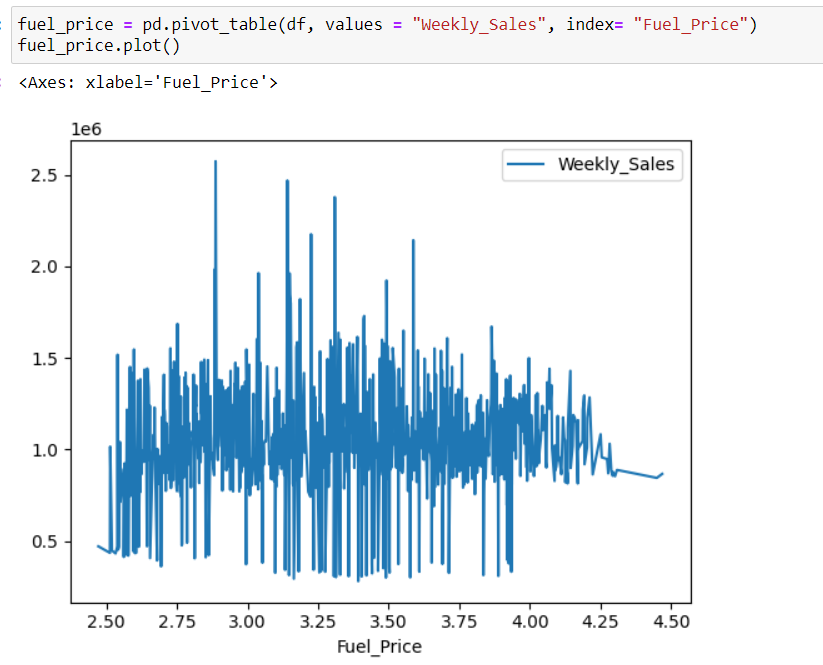 fuel_price = pd.pivot_table(df, values = "Weekly_Sales", index= "Fuel_Price")
fuel_price.plot()
<Axes: xlabel='Fuel_Price'>
1e6
Weekly_Sales
2.5
2.0
1.5
1.0
0.5
2.50 2.75 3.00 3.25 3.50 3.75 4.00 4.25 4.50
Fuel_Price